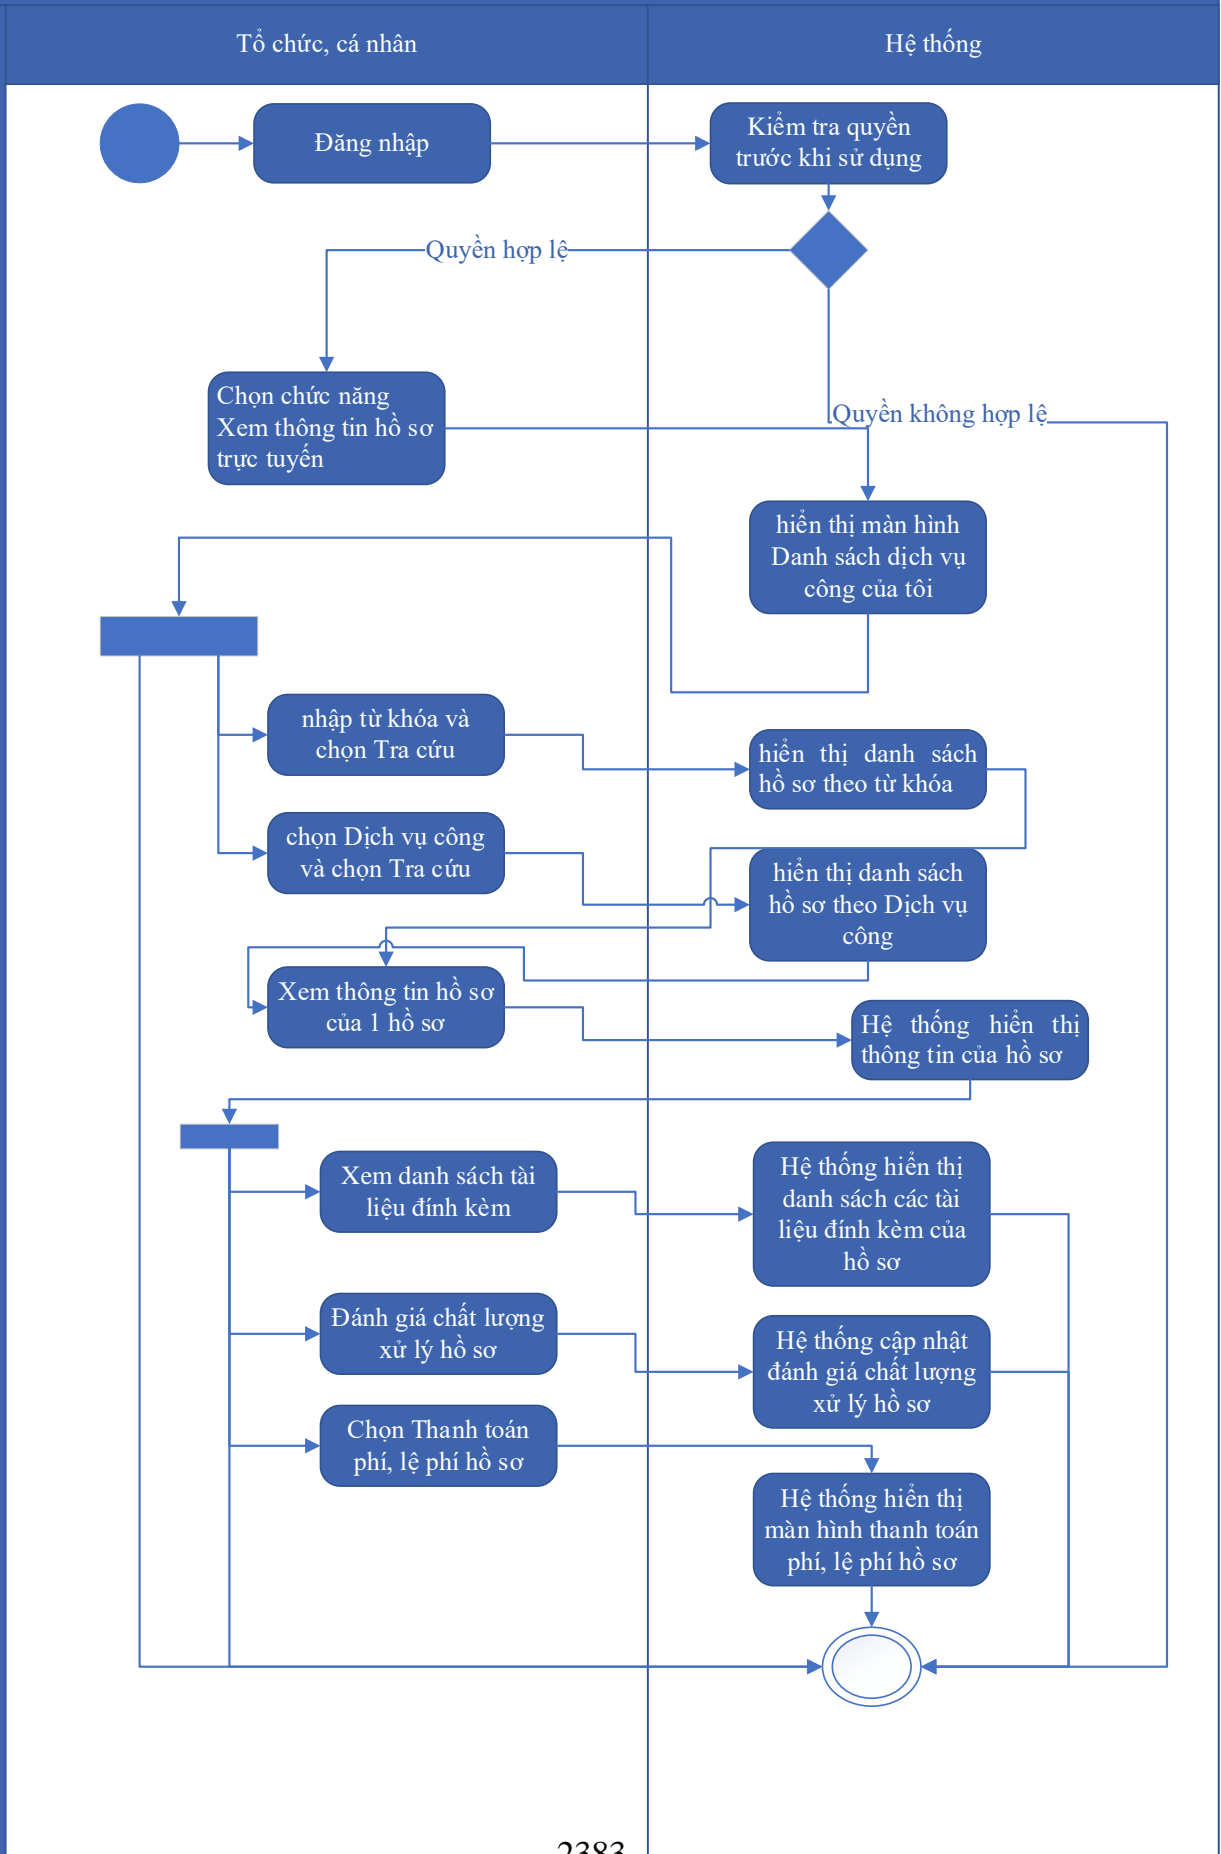 Tổ chức, cá nhân
Hệ thống
Đăng nhập
Kiểm tra quyền
trước khi sử dụng
Quyền hợp lệ
Chọn chức năng
Xem thông tin hồ sơ
trực tuyến
Quyền không hợp lệ
hiển thị màn hình
Danh sách dịch vụ
công của tôi
nhập từ khóa và
chọn Tra cứu
hiển thị danh sách
hồ sơ theo từ khóa
chọn Dịch vụ công
và chọn Tra cứu
hiển thị danh sách
hồ sơ theo Dịch vụ
công
Xem thông tin hồ sơ
của 1 hồ sơ
Hệ thống hiển thị
thông tin của hồ sơ
Xem danh sách tài
liệu đính kèm
Hệ thống hiển thị
danh sách các tài
liệu đính kèm của
hồ sơ
Đánh giá chất lượng
xử lý hồ sơ
Hệ thống cập nhật
đánh giá chất lượng
xử lý hồ sơ
Chọn Thanh toán
phí, lệ phí hồ sơ
Hệ thống hiển thị
màn hình thanh toán
phí, lệ phí hồ sơ
2383